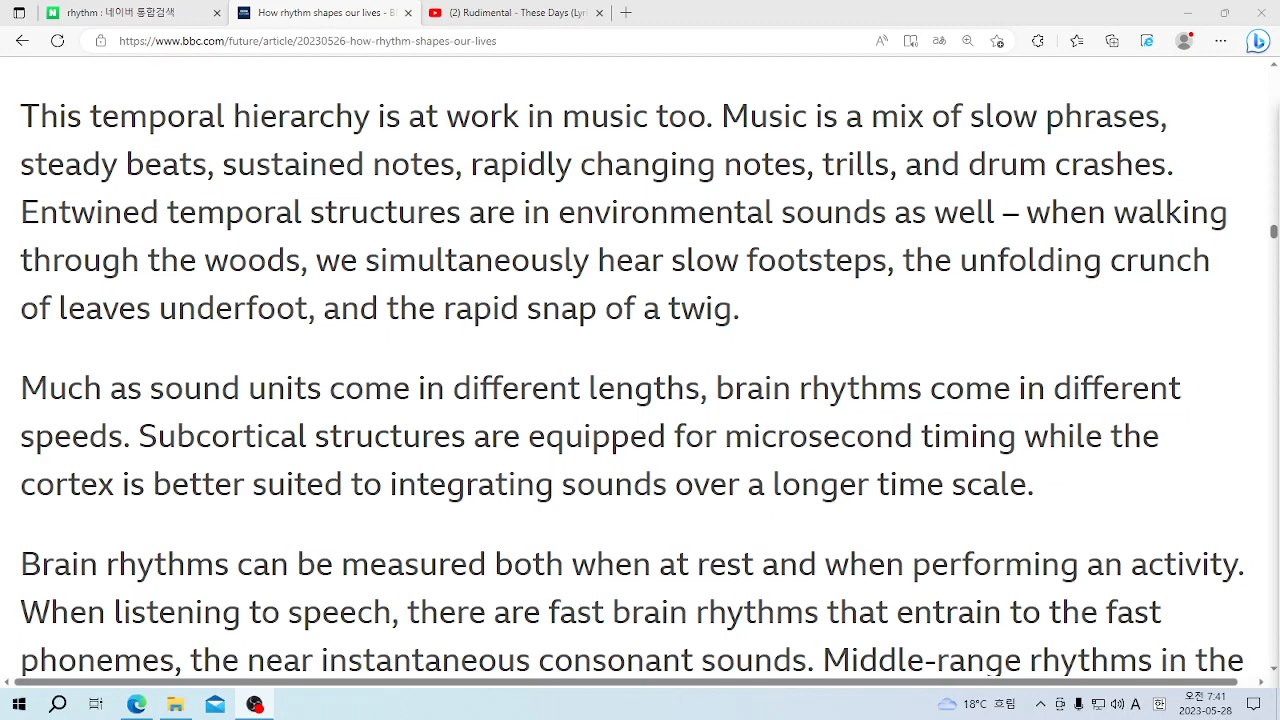 rhythm : 네이버 통합검색
How rhythm shapes our lives - B
(2) Rudimental - These Days (Lyri
https://www.bbc.com/future/article/20230526-how-rhythm-shapes-our-lives
This temporal hierarchy is at work in music too. Music is a mix of slow phrases,
steady beats, sustained notes, rapidly changing notes, trills, and drum crashes.
Entwined temporal structures are in environmental sounds as well – when walking
through the woods, we simultaneously hear slow footsteps, the unfolding crunch
of leaves underfoot, and the rapid snap of a twig.
Much as sound units come in different lengths, brain rhythms come in different
speeds. Subcortical structures are equipped for microsecond timing while the
cortex is better suited to integrating sounds over a longer time scale.
Brain rhythms can be measured both when at rest and when performing an activity.
When listening to speech, there are fast brain rhythms that entrain to the fast
phonemes, the near instantaneous consonant sounds. Middle-range rhythms in the
18°C 흐림
A
오전 7:41
2023-05-28